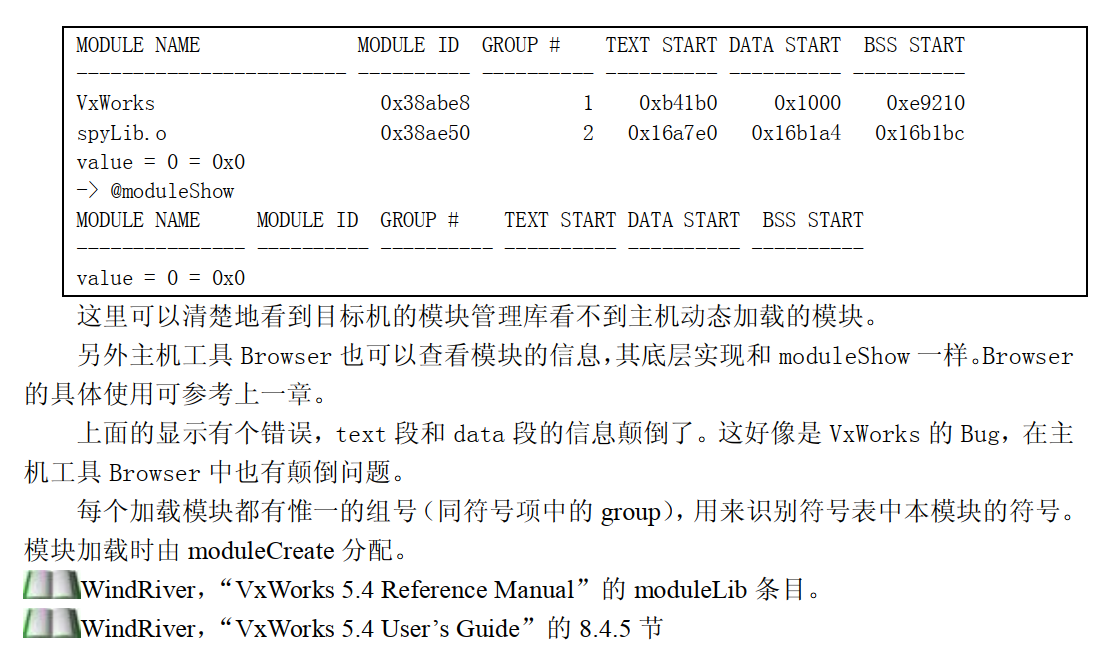 MODULE NAME MODULE ID GROUP # TEXT START DATA START BSS START
------------------------ ---------- ---------- ---------- ---------- ----------
VxWorks 0x38abe8 1 0xb41b0 0x1000 0xe9210
spyLib.o 0x38ae50 2 0x16a7e0 0x16b1a4 0x16b1bc
value = 0 = 0x0
-> @moduleShow
MODULE NAME MODULE ID GROUP # TEXT START DATA START BSS START
--------------- ---------- ---------- ---------- ---------- ----------
value = 0 = 0x0
这里可以清楚地看到目标机的模块管理库看不到主机动态加载的模块。
另外主机工具 Browser 也可以查看模块的信息，其底层实现和 moduleShow 一样。Browser
的具体使用可参考上一章。
上面的显示有个错误，text 段和 data 段的信息颠倒了。这好像是 VxWorks 的 Bug，在主
机工具 Browser 中也有颠倒问题。
每个加载模块都有惟一的组号（同符号项中的 group），用来识别符号表中本模块的符号。
模块加载时由 moduleCreate 分配。
WindRiver，“VxWorks 5.4 Reference Manual”的 moduleLib 条目。
WindRiver，“VxWorks 5.4 User’s Guide”的 8.4.5 节